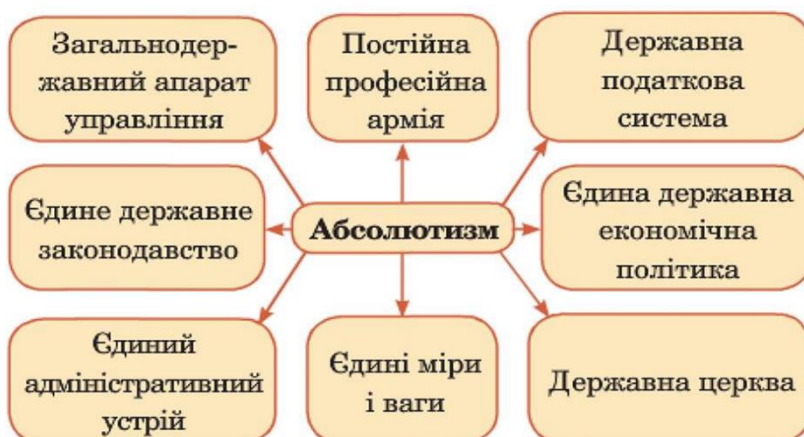 Загальнодер-
жавний апарат
управління
Постійна
професійна
армія
Державна
податкова
система
Єдине державне
законодавство
Абсолютизм
Єдина державна
економічна
політика
Єдиний
адміністративний
устрій
Єдині міри
і ваги
Державна церква